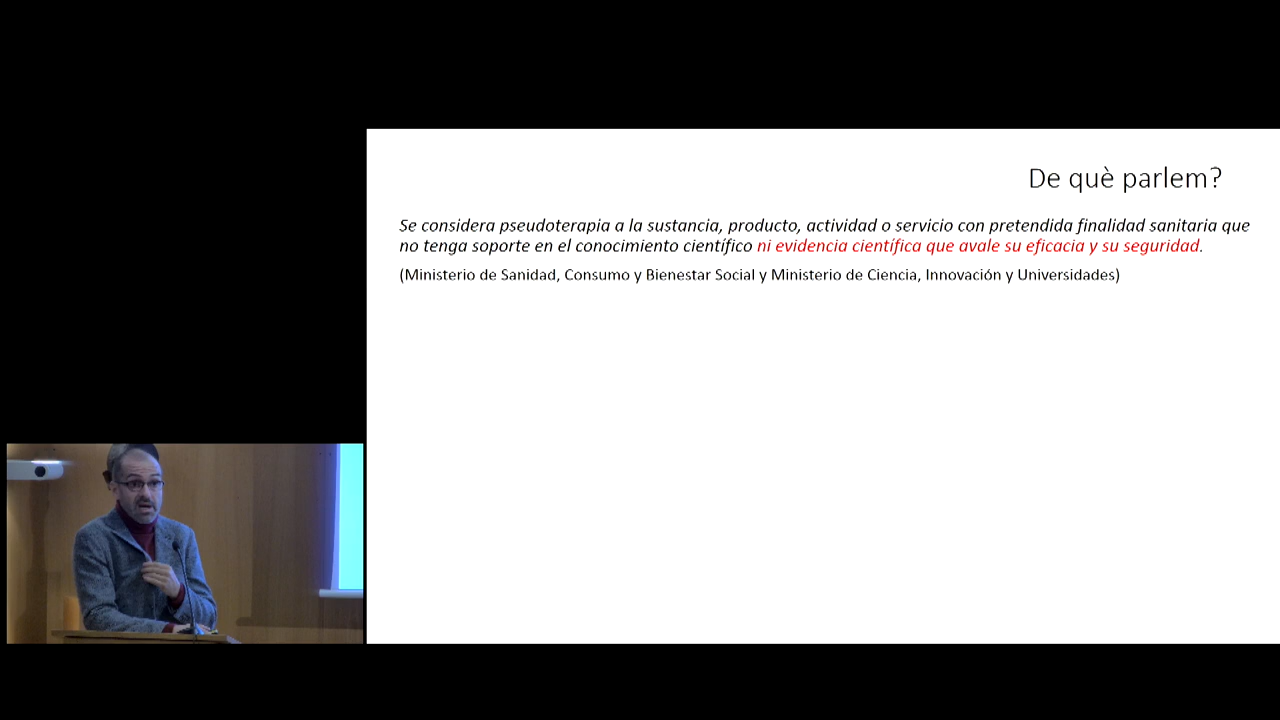 De què parlem?
Se considera pseudoterapia a la sustancia, producto, actividad o servicio con pretendida finalidad sanitaria que
no tenga soporte en el conocimiento científico ni evidencia científica que avale su eficacia y su seguridad.
(Ministerio de Sanidad, Consumo y Bienestar Social y Ministerio de Ciencia, Innovación y Universidades)